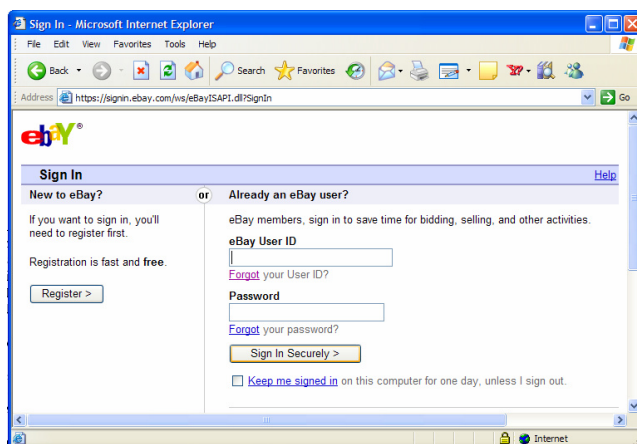 Sign In - Microsoft Internet Explorer
File Edit View Favorites Tools Help
Back Search Favorites
Address https://signin.ebay.com/ws/eBayISAPI.dll?SignIn Go
ebY®
Sign In Help
New to eBay? or Already an eBay user?
If you want to sign in, you'll need to register first.
eBay members, sign in to save time for bidding, selling, and other activities.
Registration is fast and free.
Register >
eBay User ID
Forgot your User ID?
Password
Forgot your password?
Sign In Securely >
Keep me signed in on this computer for one day, unless I sign out.
Internet